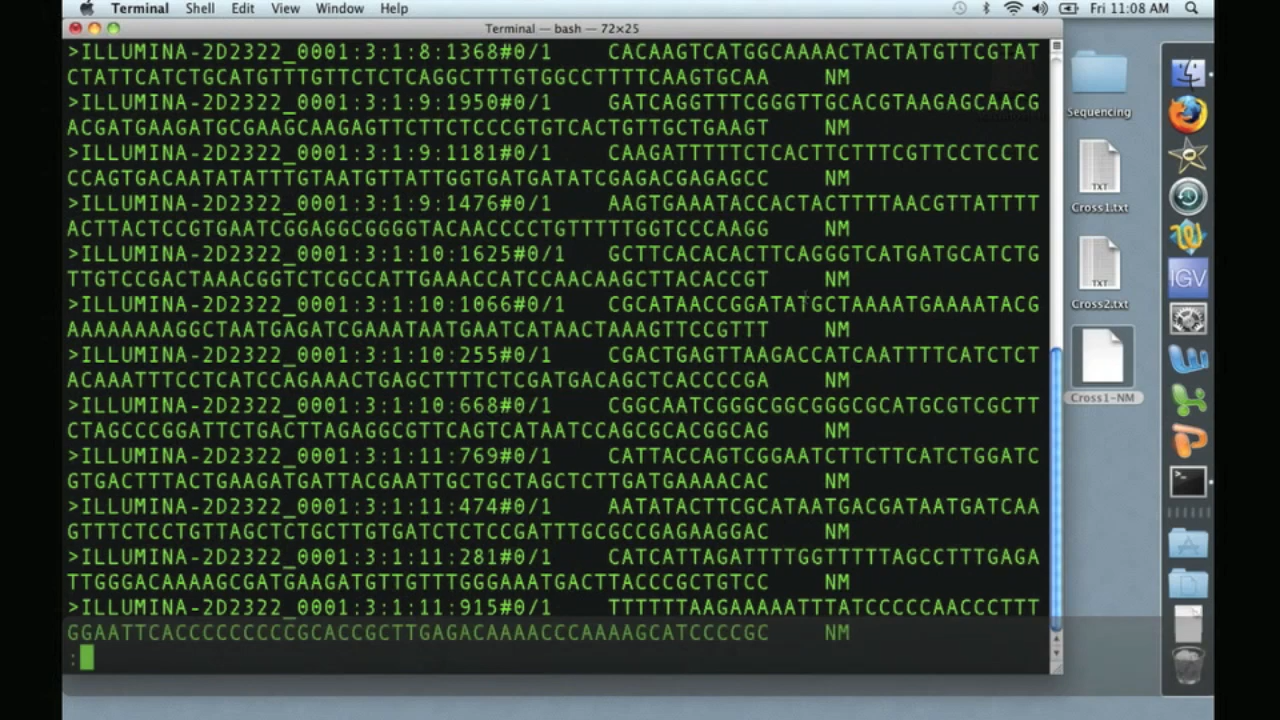 Terminal Shell Edit View Window Help Fri 11:08 AM
Terminal — bash — 72×25
>ILLUMINA-2D2322_0001:3:1:8:1368#0/1 CACAAGTCATGGCAAAACTACTATGTTCGTAT
CTATTCATCTGCATGTTTGTTCTCTCAGGCTTTGTGGCCTTTTCAAGTGCAA NM
>ILLUMINA-2D2322_0001:3:1:9:1950#0/1 GATCAGGTTTCGGGTTGCACGTAAGAGCAACG
ACGATGAAGATGCGAAGCAAGAGTTCTTCTCCCGTGTCACTGTTGCTGAAGT NM
>ILLUMINA-2D2322_0001:3:1:9:1181#0/1 CAAGATTTTTCTCACTTCTTTCGTTCCTCCTC
CCAGTGACAATATATTTGTAATGTTATTGGTGATGATATCGAGACGAGAGCC NM
>ILLUMINA-2D2322_0001:3:1:9:1476#0/1 AAGTGAAATACCACTACTTTTAACGTTATTTT
ACTTACTCCGTGAATCGGAGGCGGGGTACAACCCCTGTTTTTGGTCCCAAGG NM
>ILLUMINA-2D2322_0001:3:1:10:1625#0/1 GCTTCACACACTTCAGGGTCATGATGCATCTG
TTGTCCGACTAAACGGTCTCGCCATTGAAACCATCCAACAAGCTTACACCGT NM
>ILLUMINA-2D2322_0001:3:1:10:1066#0/1 CGCATAACCGGATATGCTAAAATGAAAATACG
AAAAAAAAGGCTAATGAGATCGAAATAATGAATCATAACTAAAGTTCCGTTT NM
>ILLUMINA-2D2322_0001:3:1:10:255#0/1 CGACTGAGTTAAGACCATCAATTTTCATCTCT
ACAAATTTCCTCATCCAGAAACTGAGCTTTTCTCGATGACAGCTCACCCCGA NM
>ILLUMINA-2D2322_0001:3:1:10:668#0/1 CGGCAATCGGGCGGCGGGCGCATGCGTCGCTT
CTAGCCCGGATTCTGACTTAGAGGCGTTCAGTCATAATCCAGCGCACGGCAG NM
>ILLUMINA-2D2322_0001:3:1:11:769#0/1 CATTACCAGTCGGAATCTTCTTCATCTGGATC
GTGACTTTACTGAAGATGATTACGAATTGCTGCTAGCTCTTGATGAAAACAC NM
>ILLUMINA-2D2322_0001:3:1:11:474#0/1 AATATACTTCGCATAATGACGATAATGATCAA
GTTTCTCCTGTTAGCTCTGCTTGTGATCTCTCCGATTTGCGCCGAGAAGGAC NM
>ILLUMINA-2D2322_0001:3:1:11:281#0/1 CATCATTAGATTTTGGTTTTTAGCCTTTGAGA
TTGGGACAAAAGCGATGAAGATGTTGTTTGGGAAATGACTTACCCGCTGTCC NM
>ILLUMINA-2D2322_0001:3:1:11:915#0/1 TTTTTTAAGAAAAATTTATCCCCCAACCCTTT
GGAATTCACCCCCCCCCGCACCGCTTGAGACAAAACCCAAAAGCATCCCCGC NM
:
Sequencing
TXT
Cross1.txt
TXT
Cross2.txt
Cross1-NM
IGV